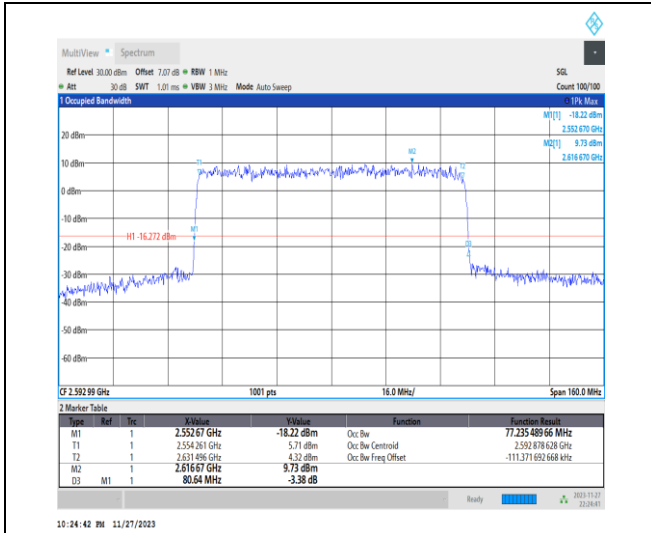 MultiView Spectrum
Ref Level 30.00 dBm Offset 7.07 dB RBW 1 MHz SGL
Att 30 dB SWT 1.01 ms VBW 3 MHz Mode Auto Sweep Count 100/100
1 Occupied Bandwidth 1Pk Max
M1[1] -18.22 dBm
2.552 670 GHz
M2[1] 9.73 dBm
2.616 670 GHz
20 dBm
10 dBm
0 dBm
-10 dBm
-20 dBm
-30 dBm
-40 dBm
-50 dBm
-60 dBm
T1
M2
T2
M1
H1 -16.272 dBm
D3
CF 2.592 99 GHz 1001 pts 16.0 MHz/ Span 160.0 MHz
2 Marker Table
Type Ref Trc X-Value Y-Value Function Function Result
M1 1 2.552 67 GHz -18.22 dBm Occ Bw 77.235 489 66 MHz
T1 1 2.554 261 GHz 5.71 dBm Occ Bw Centroid 2.592 878 628 GHz
T2 1 2.631 496 GHz 4.32 dBm Occ Bw Freq Offset -111.371 692 668 kHz
M2 1 2.616 67 GHz 9.73 dBm
D3 M1 1 80.64 MHz -3.38 dB
Ready 2023-11-27
22:24:41
10:24:42 PM 11/27/2023